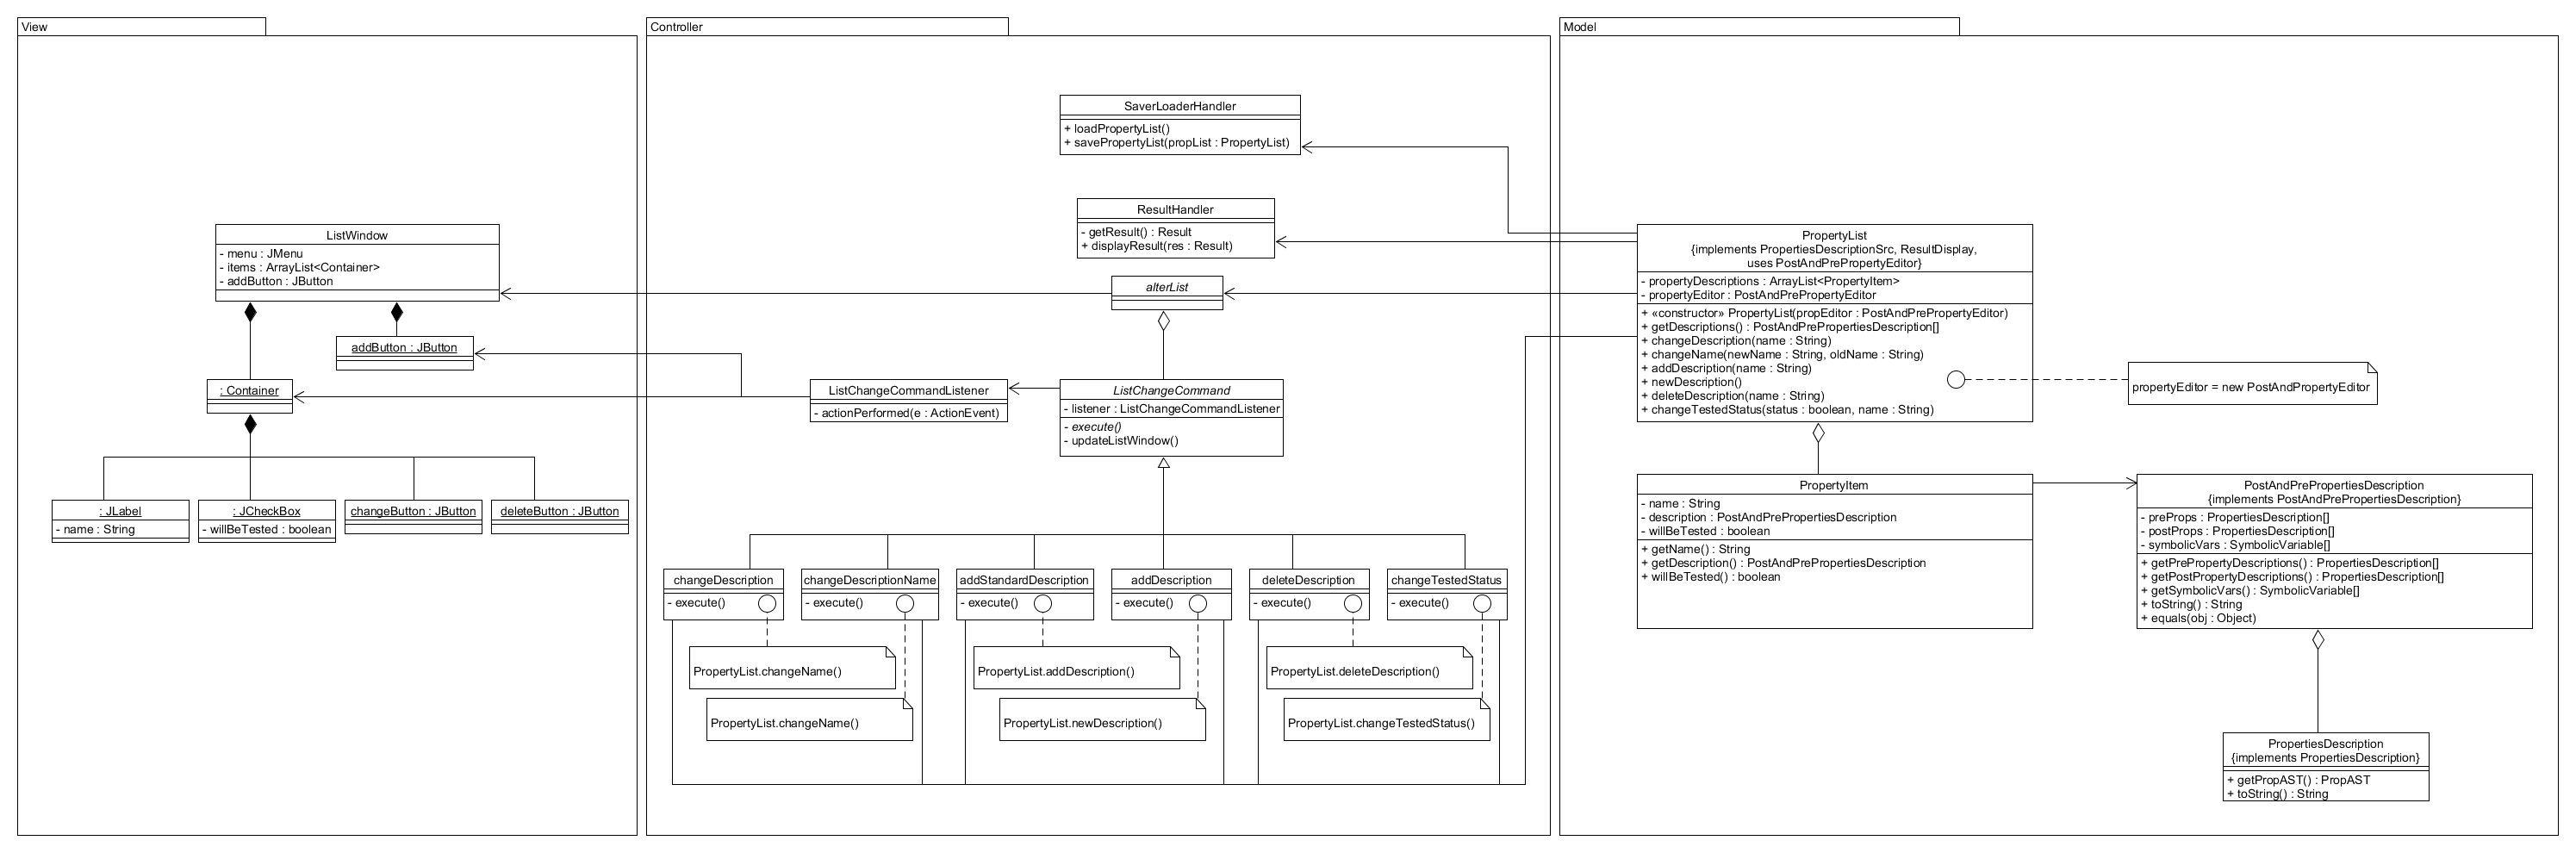 View
ListWindow
- menu : JMenu
- items : ArrayList<Container>
- addButton : JButton
addButton : JButton
: Container
: JLabel
- name : String
: JCheckBox
- willBeTested : boolean
changeButton : JButton
deleteButton : JButton
Controller
SaverLoaderHandler
+ loadPropertyList()
+ savePropertyList(propList : PropertyList)
ResultHandler
- getResult() : Result
+ displayResult(res : Result)
alterList
ListChangeCommandListener
- actionPerformed(e : ActionEvent)
ListChangeCommand
- listener : ListChangeCommandListener
- execute()
- updateListWindow()
changeDescription
- execute()
changeDescriptionName
- execute()
addStandardDescription
- execute()
addDescription
- execute()
deleteDescription
- execute()
changeTestedStatus
- execute()
PropertyList.changeName()
PropertyList.changeName()
PropertyList.addDescription()
PropertyList.newDescription()
PropertyList.deleteDescription()
PropertyList.changeTestedStatus()
Model
PropertyList
{implements PropertiesDescriptionSrc, ResultDisplay,
uses PostAndPrePropertyEditor}
- propertyDescriptions : ArrayList<PropertyItem>
- propertyEditor : PostAndPrePropertyEditor
+ «constructor» PropertyList(propEditor : PostAndPrePropertyEditor)
+ getDescriptions() : PostAndPrePropertiesDescription[]
+ changeDescription(name : String)
+ changeName(newName : String, oldName : String)
+ addDescription(name : String)
+ newDescription()
+ deleteDescription(name : String)
+ changeTestedStatus(status : boolean, name : String)
propertyEditor = new PostAndPropertyEditor
PropertyItem
- name : String
- description : PostAndPrePropertiesDescription
- willBeTested : boolean
+ getName() : String
+ getDescription() : PostAndPrePropertiesDescription
+ willBeTested() : boolean
PostAndPrePropertiesDescription
{implements PostAndPrePropertiesDescription}
- preProps : PropertiesDescription[]
- postProps : PropertiesDescription[]
- symbolicVars : SymbolicVariable[]
+ getPrePropertyDescriptions() : PropertiesDescription[]
+ getPostPropertyDescriptions() : PropertiesDescription[]
+ getSymbolicVars() : SymbolicVariable[]
+ toString() : String
+ equals(obj : Object)
PropertiesDescription
{implements PropertiesDescription}
+ getPropAST() : PropAST
+ toString() : String